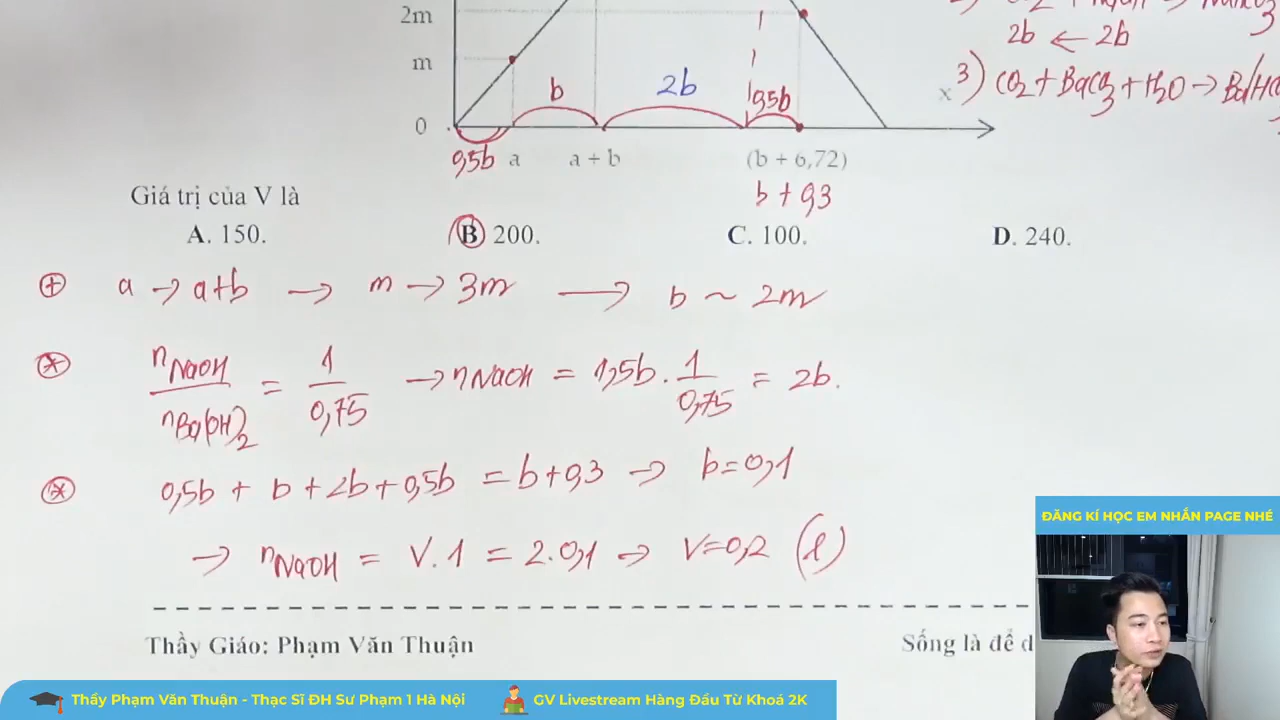 2m
m
0
b
2b
0,5b
0,5b
a
a + b
(b + 6,72)
x
b + 0,3
2b ← 2b
3) CO2 + BaCO3 + H2O → Ba(HC
Giá trị của V là
A. 150. B 200. C. 100. D. 240.
a → a+b → m → 3m → b ~ 2m
nNaOH / nBa(OH)2 = 1 / 0,75 → nNaOH = 1,5b . 1 / 0,75 = 2b.
0,5b + b + 2b + 0,5b = b + 0,3 → b = 0,1
→ nNaOH = V . 1 = 2 . 0,1 → V = 0,2 (l)
ĐĂNG KÍ HỌC EM NHẮN PAGE NHÉ
Thầy Giáo: Phạm Văn Thuận
Sống là để d
Thầy Phạm Văn Thuận - Thạc Sĩ ĐH Sư Phạm 1 Hà Nội
GV Livestream Hàng Đầu Từ Khoá 2K